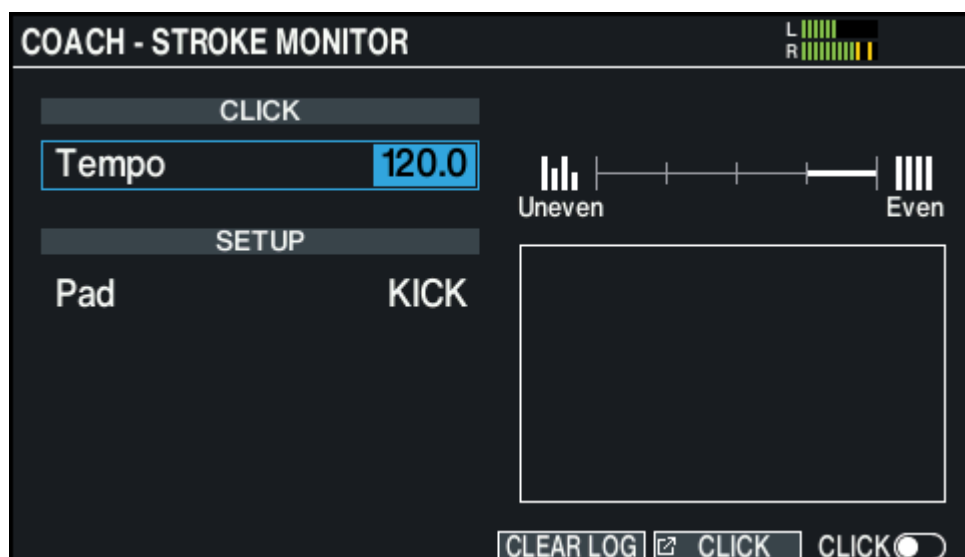 COACH - STROKE MONITOR
L
R
CLICK
Tempo 120.0
SETUP
Pad KICK
Uneven Even
CLEAR LOG CLICK CLICK